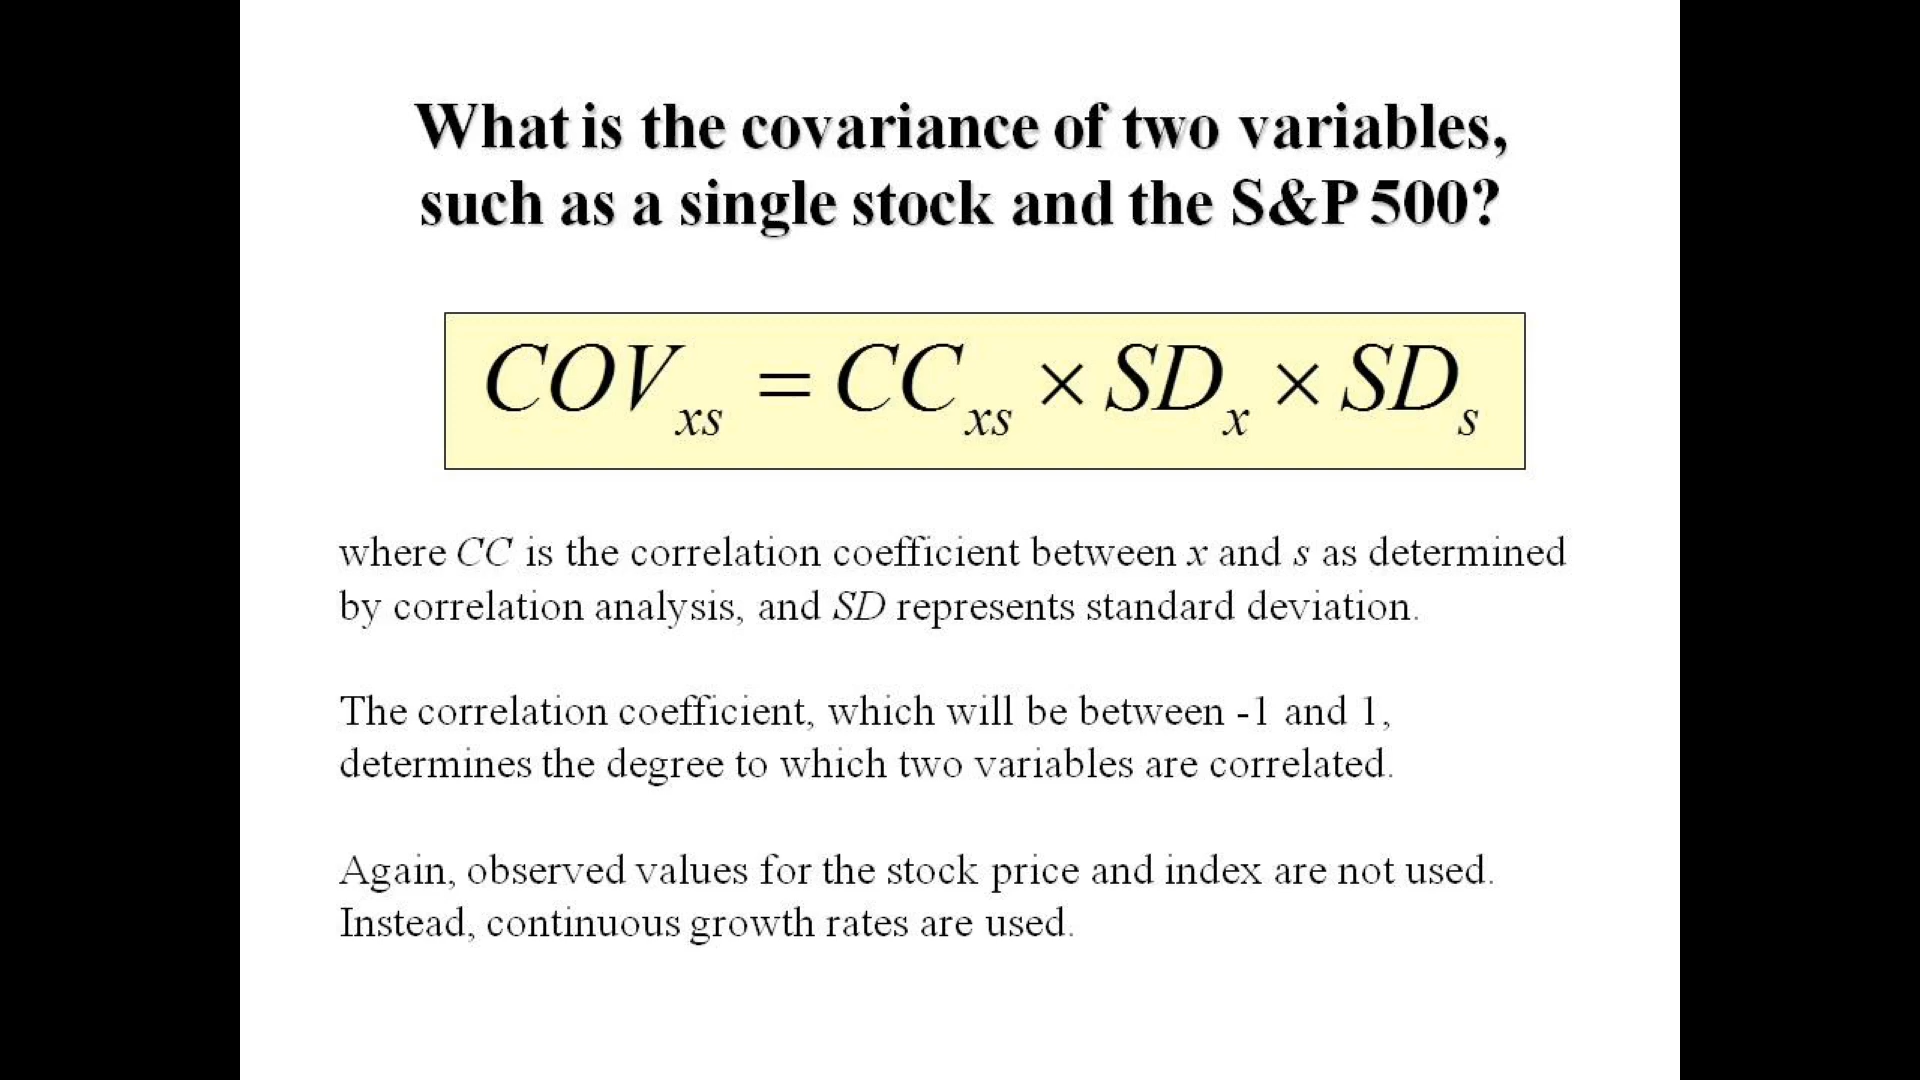 What is the covariance of two variables,
such as a single stock and the S&P 500?
COV_xs = CC_xs × SD_x × SD_s
where CC is the correlation coefficient between x and s as determined
by correlation analysis, and SD represents standard deviation.
The correlation coefficient, which will be between -1 and 1,
determines the degree to which two variables are correlated.
Again, observed values for the stock price and index are not used.
Instead, continuous growth rates are used.